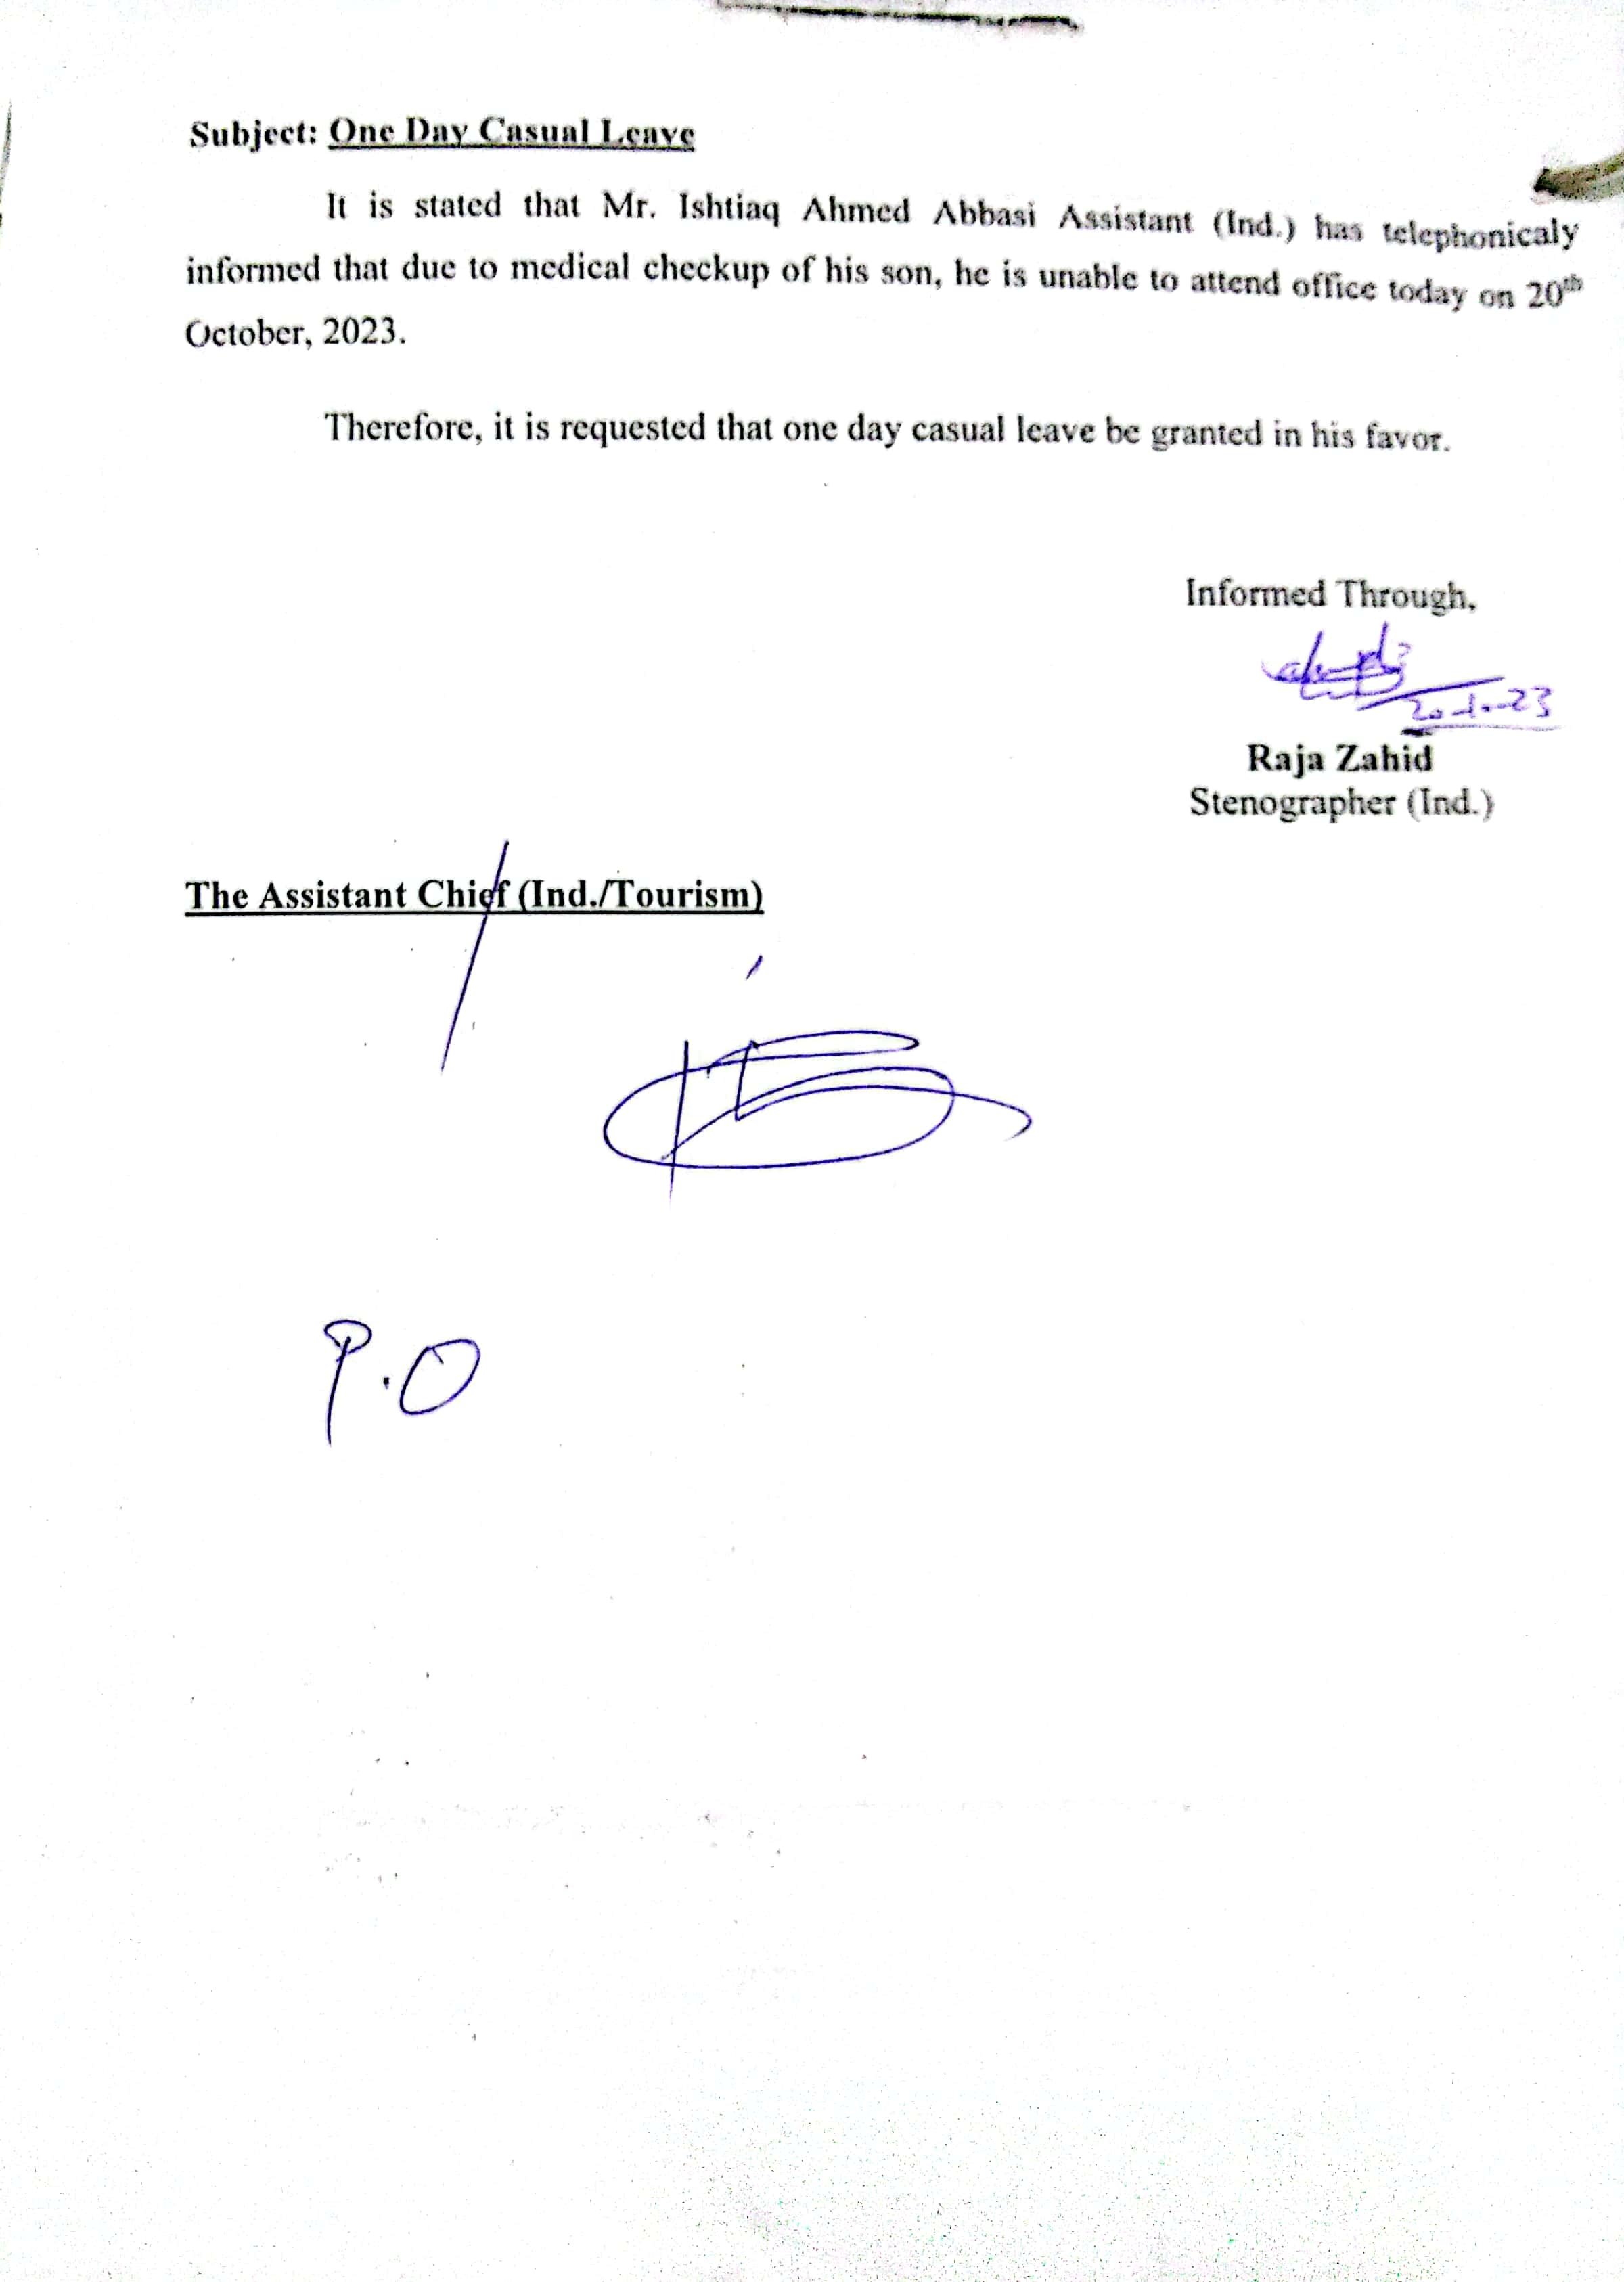 Subject: One Day Casual Leave
It is stated that Mr. Ishtiaq Ahmed Abbasi Assistant (Ind.) has telephonicaly
informed that due to medical checkup of his son, he is unable to attend office today on 20th
October, 2023.
Therefore, it is requested that one day casual leave be granted in his favor.
Informed Through,
20-10-23
Raja Zahid
Stenographer (Ind.)
The Assistant Chief (Ind./Tourism)
P.O